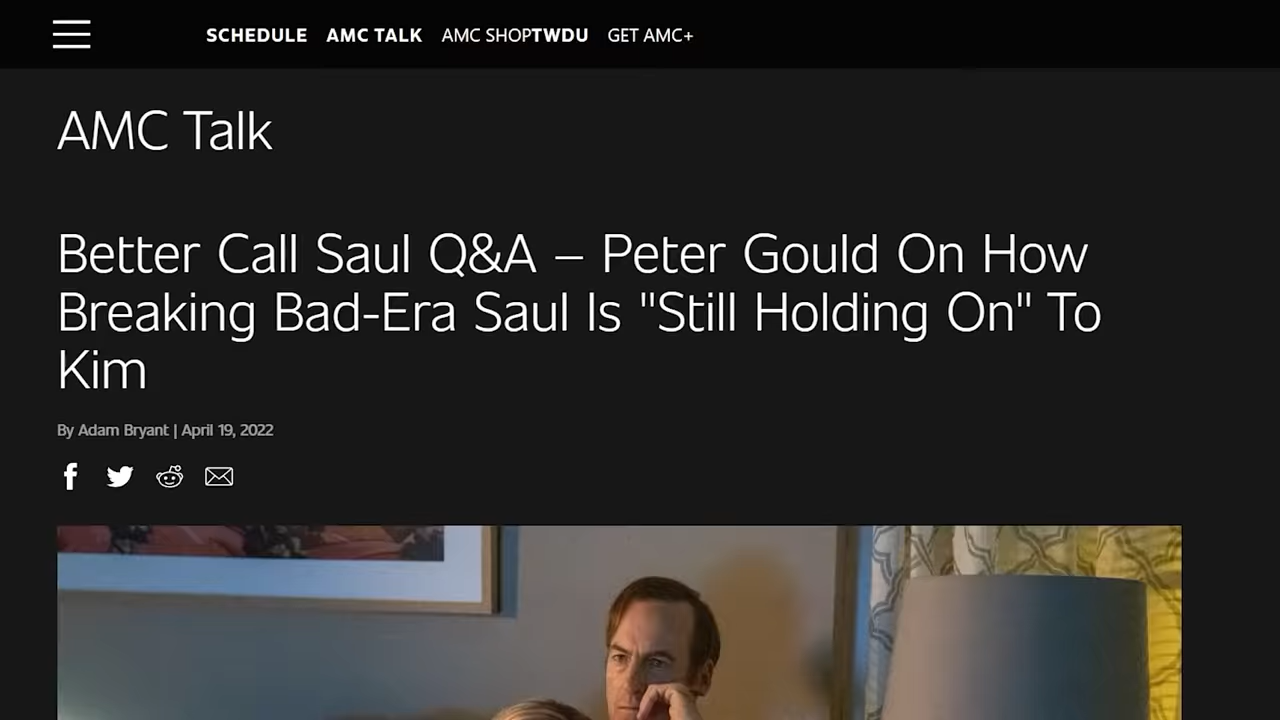 SCHEDULE AMC TALK AMC SHOPTWDU GET AMC+
AMC Talk
Better Call Saul Q&A – Peter Gould On How
Breaking Bad-Era Saul Is "Still Holding On" To
Kim
By Adam Bryant | April 19, 2022